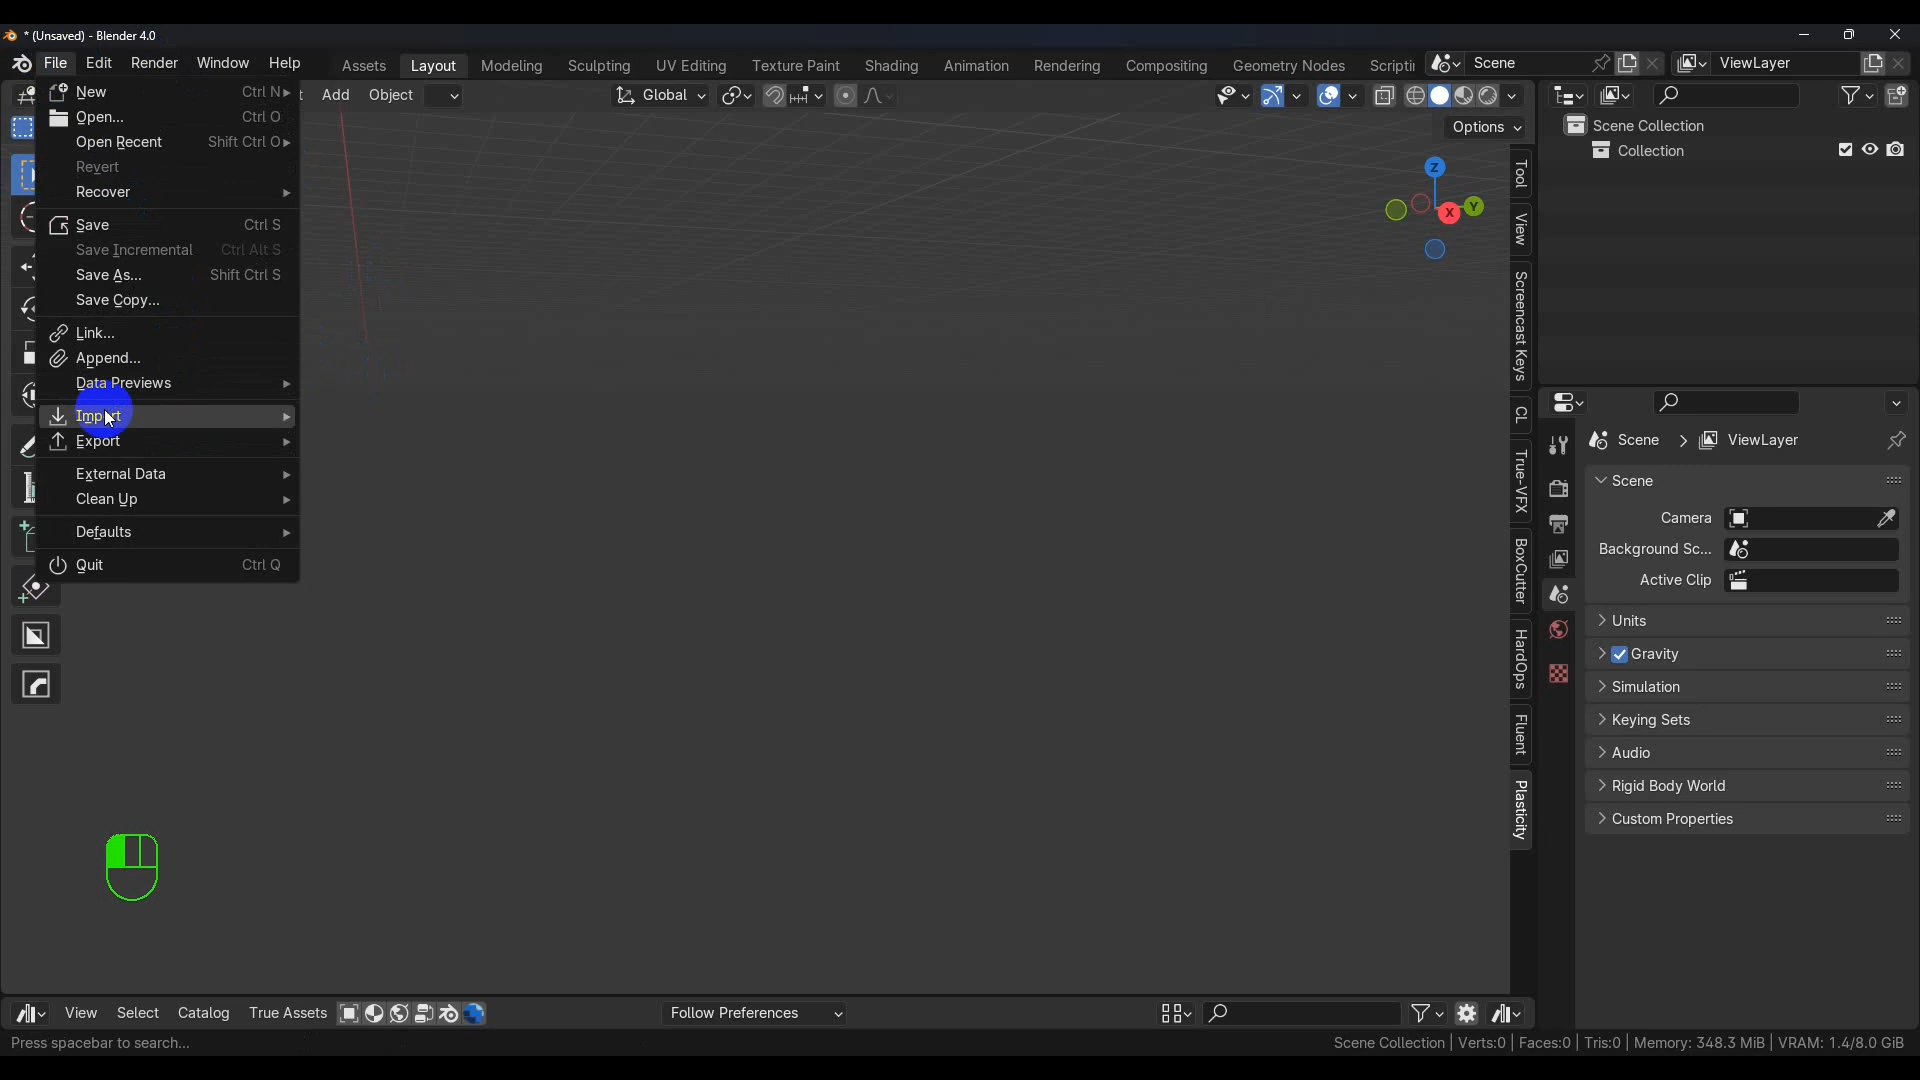 * (Unsaved) - Blender 4.0
File Edit Render Window Help Assets Layout Modeling Sculpting UV Editing Texture Paint Shading Animation Rendering Compositing Geometry Nodes Scripti Scene ViewLayer
t Add Object Global
Options
New Ctrl N
Open... Ctrl O
Open Recent Shift Ctrl O
Revert
Recover
Save Ctrl S
Save Incremental Ctrl Alt S
Save As... Shift Ctrl S
Save Copy...
Link...
Append...
Data Previews
Import
Export
External Data
Clean Up
Defaults
Quit Ctrl Q
Z
Y
X
Tool
View
Screencast Keys
CL
True-VFX
BoxCutter
HardOps
Fluent
Plasticity
Scene Collection
Collection
Scene > ViewLayer
Scene
Camera
Background Sc...
Active Clip
Units
Gravity
Simulation
Keying Sets
Audio
Rigid Body World
Custom Properties
View Select Catalog True Assets Follow Preferences
Press spacebar to search...
Scene Collection | Verts:0 | Faces:0 | Tris:0 | Memory: 348.3 MiB | VRAM: 1.4/8.0 GiB